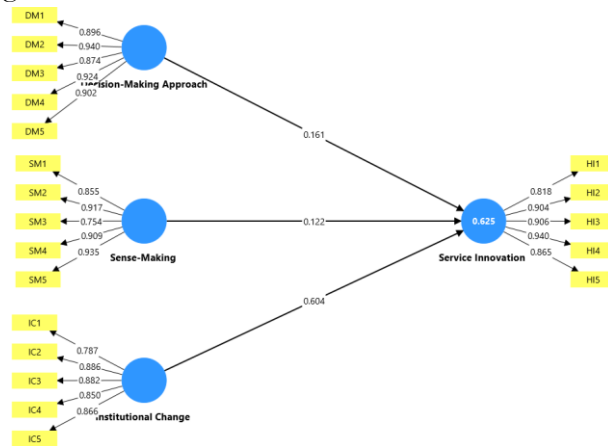 DM1
0.896
DM2
0.940
DM3
0.874
DM4
0.924
DM5
0.902
Decision-Making Approach
0.161
SM1
0.855
SM2
0.917
SM3
0.754
SM4
0.909
SM5
0.935
Sense-Making
0.122
0.625
Service Innovation
HI1
0.818
HI2
0.904
HI3
0.906
HI4
0.940
HI5
0.865
0.604
IC1
0.787
IC2
0.886
IC3
0.882
IC4
0.850
IC5
0.866
Institutional Change